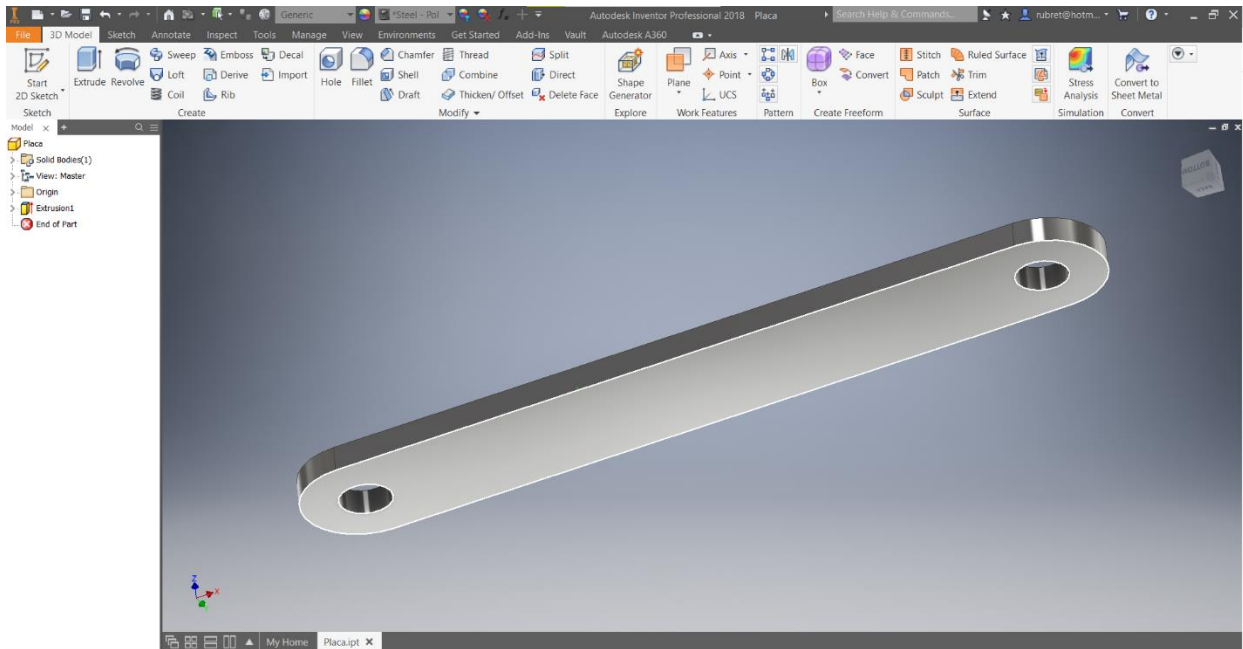 PRO Generic *Steel - Pol Autodesk Inventor Professional 2018 Placa Search Help & Commands... rubret@hotm...
File 3D Model Sketch Annotate Inspect Tools Manage View Environments Get Started Add-Ins Vault Autodesk A360
Start
2D Sketch
Extrude Revolve
Sweep Emboss Decal
Loft Derive Import
Coil Rib
Hole Fillet
Chamfer Thread Split
Shell Combine Direct
Draft Thicken/ Offset Delete Face
Shape
Generator
Plane
Axis
Point
UCS
Box
Face
Convert
Stitch Ruled Surface
Patch Trim
Sculpt Extend
Stress
Analysis
Convert to
Sheet Metal
Sketch Create Modify Explore Work Features Pattern Create Freeform Surface Simulation Convert
Model
Placa
Solid Bodies(1)
View: Master
Origin
Extrusion1
End of Part
BOTTOM
Z
X
My Home Placa.ipt